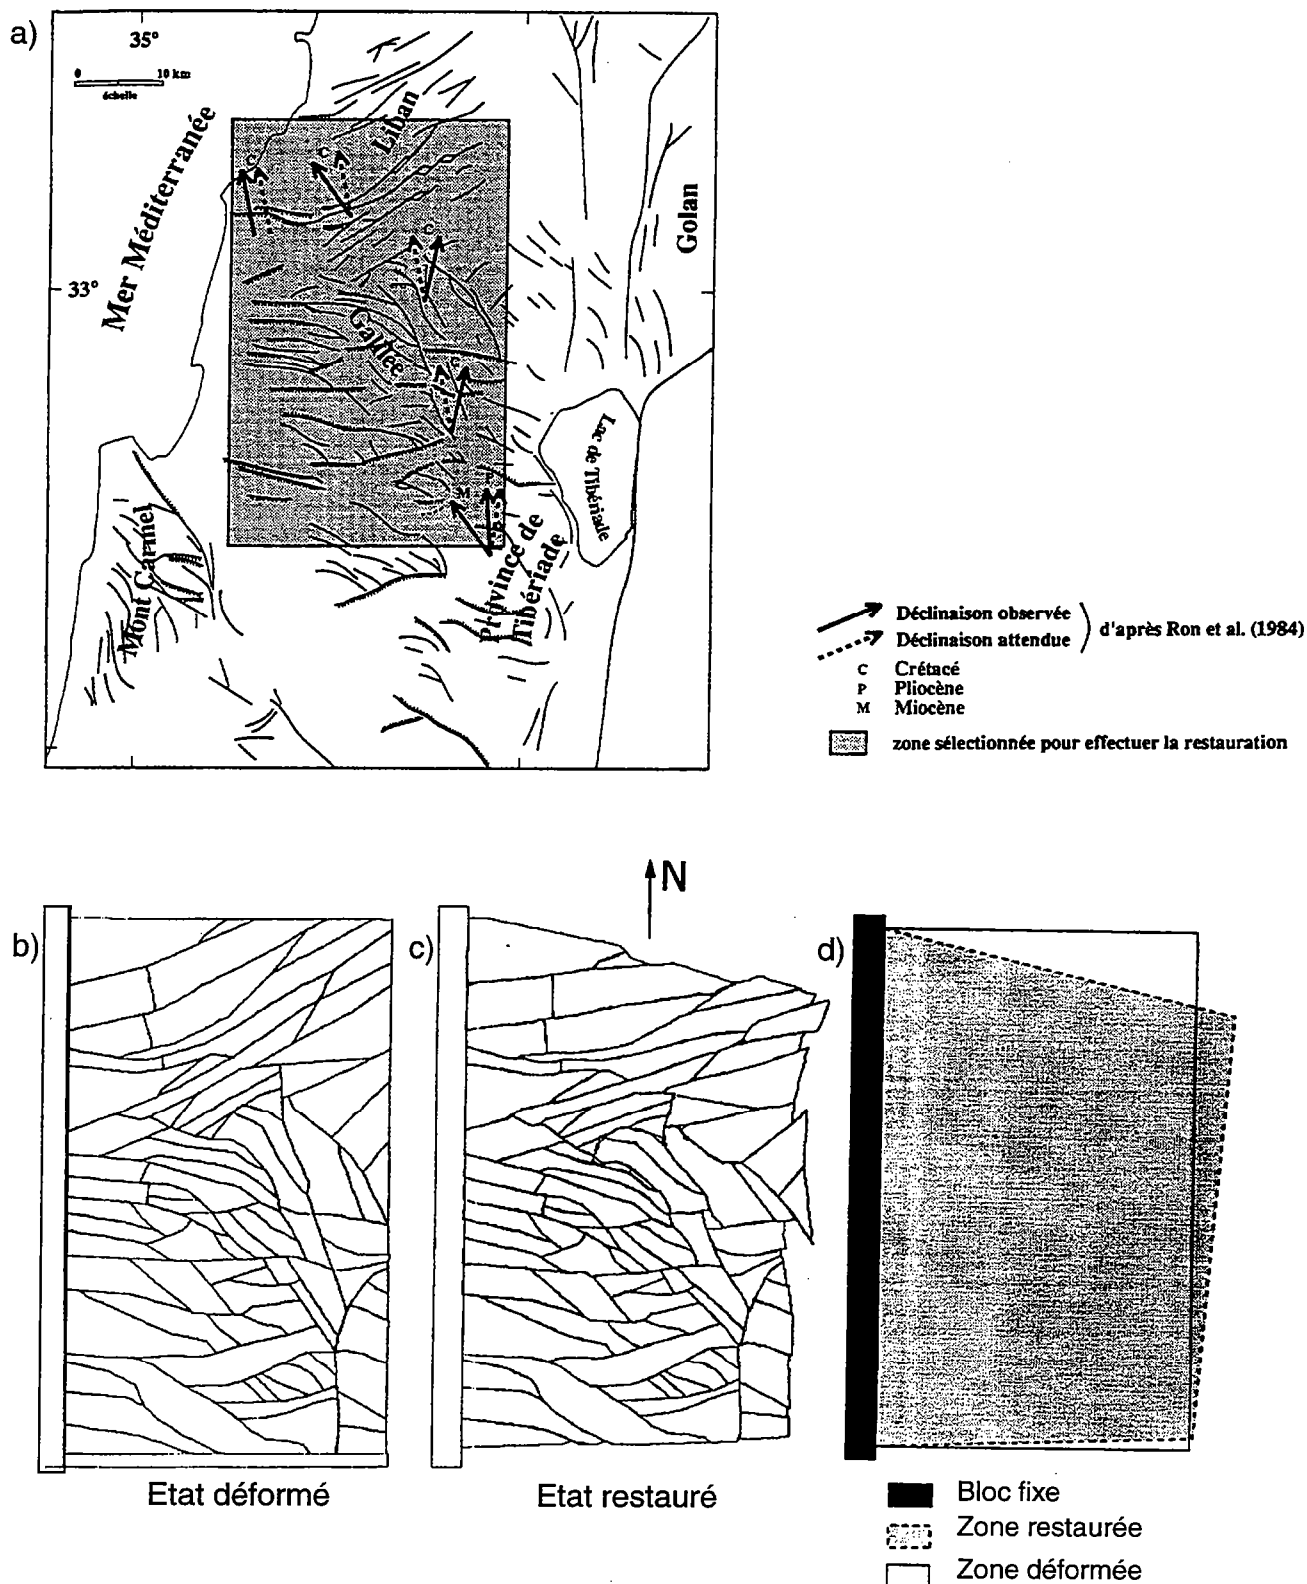 a)
35°
0 10 km
échelle
Mer Méditerranée
Liban
C
C
C
Golan
33°
Galilée
C
Lac de Tibériade
M
P
Mont Carmel
Province de
Tibériade
Déclinaison observée
Déclinaison attendue
d'après Ron et al. (1984)
C Crétacé
P Pliocène
M Miocène
zone sélectionnée pour effectuer la restauration
N
b)
c)
d)
Etat déformé
Etat restauré
Bloc fixe
Zone restaurée
Zone déformée